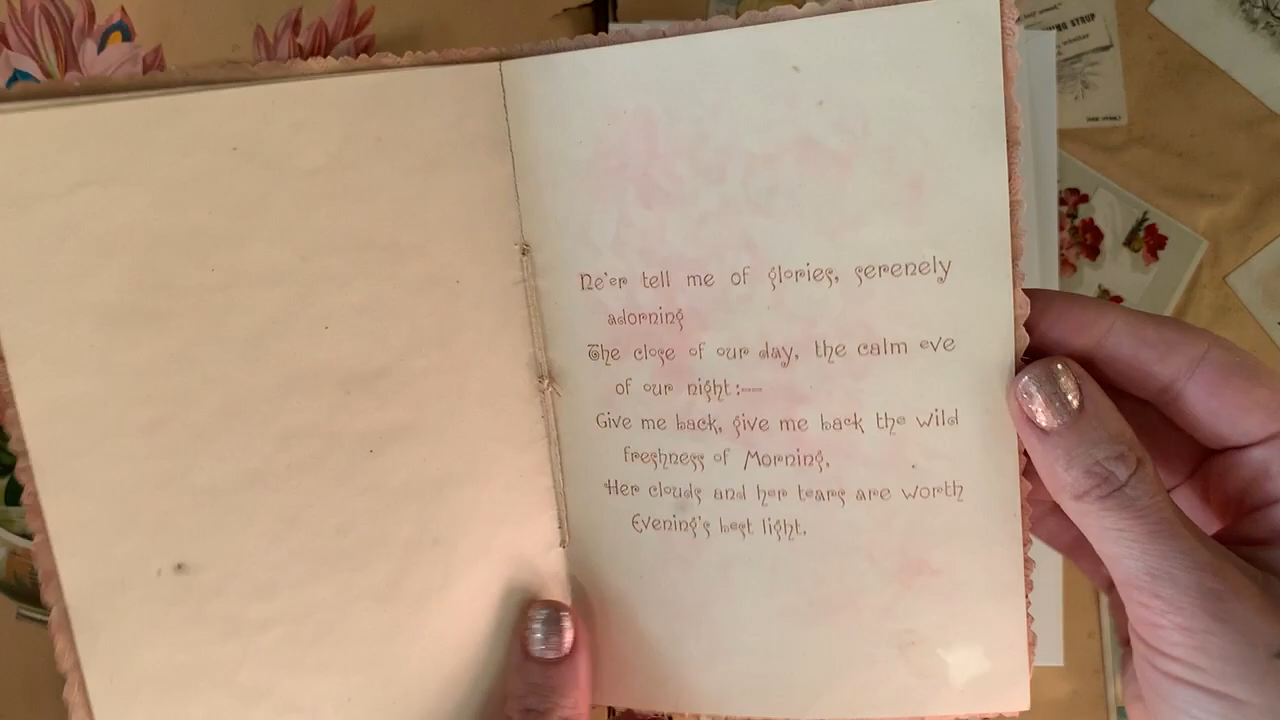 Ne'er tell me of glories, serenely
adorning
The close of our day, the calm eve
of our night:—
Give me back, give me back the wild
freshness of Morning,
Her clouds and her tears are worth
Evening's best light.
SYRUP
whether